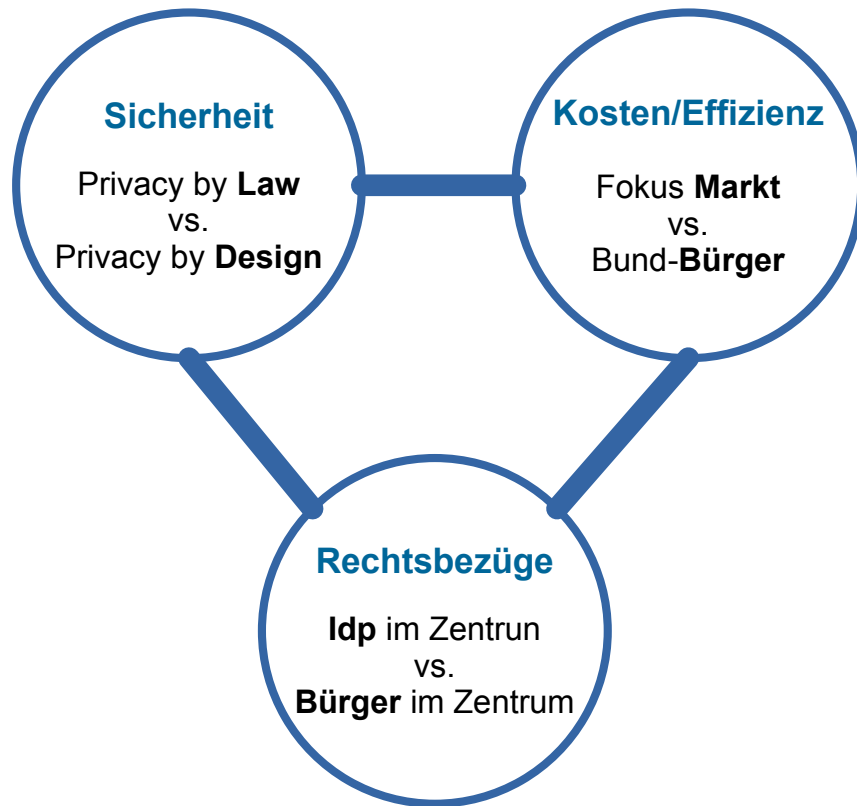 Sicherheit
Privacy by Law
vs.
Privacy by Design
Kosten/Effizienz
Fokus Markt
vs.
Bund-Bürger
Rechtsbezüge
Idp im Zentrun
vs.
Bürger im Zentrum